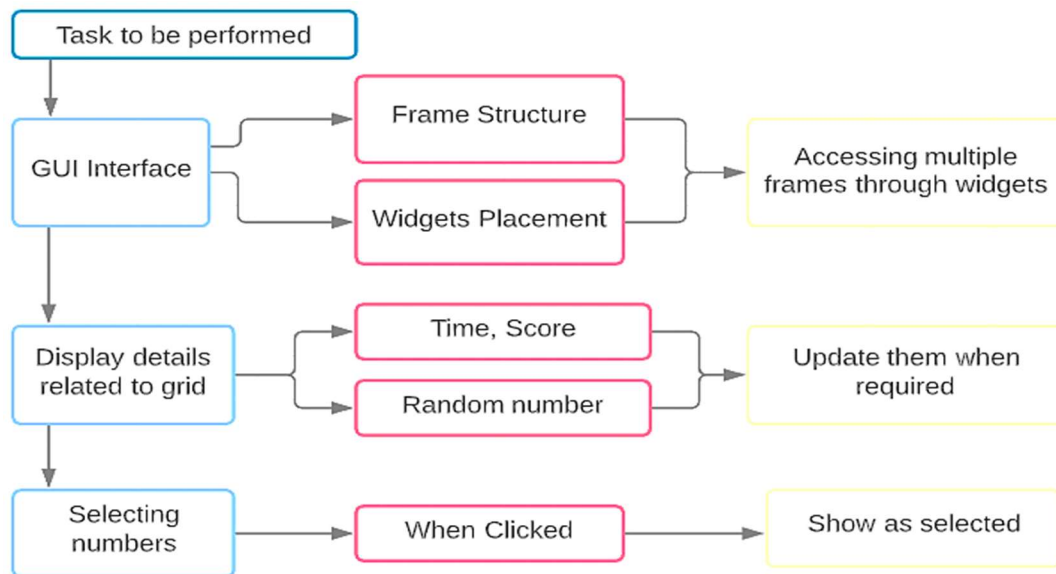 Task to be performed
GUI Interface
Frame Structure
Widgets Placement
Accessing multiple
frames through widgets
Display details
related to grid
Time, Score
Random number
Update them when
required
Selecting
numbers
When Clicked
Show as selected